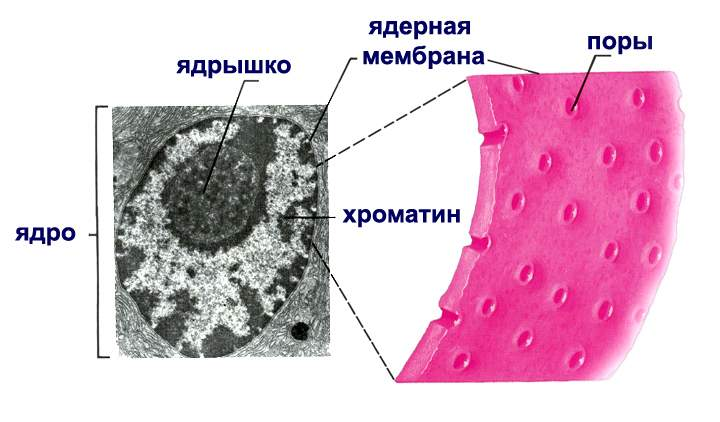 ядерная
мембрана
поры
ядрышко
хроматин
ядро